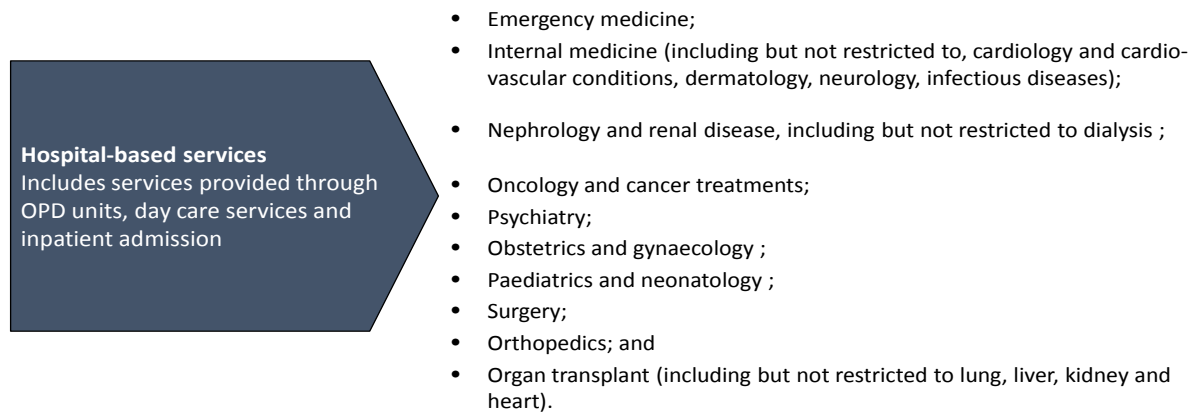 Hospital-based services
Includes services provided through
OPD units, day care services and
inpatient admission
• Emergency medicine;
• Internal medicine (including but not restricted to, cardiology and cardio-
vascular conditions, dermatology, neurology, infectious diseases);
• Nephrology and renal disease, including but not restricted to dialysis ;
• Oncology and cancer treatments;
• Psychiatry;
• Obstetrics and gynaecology ;
• Paediatrics and neonatology ;
• Surgery;
• Orthopedics; and
• Organ transplant (including but not restricted to lung, liver, kidney and
heart).